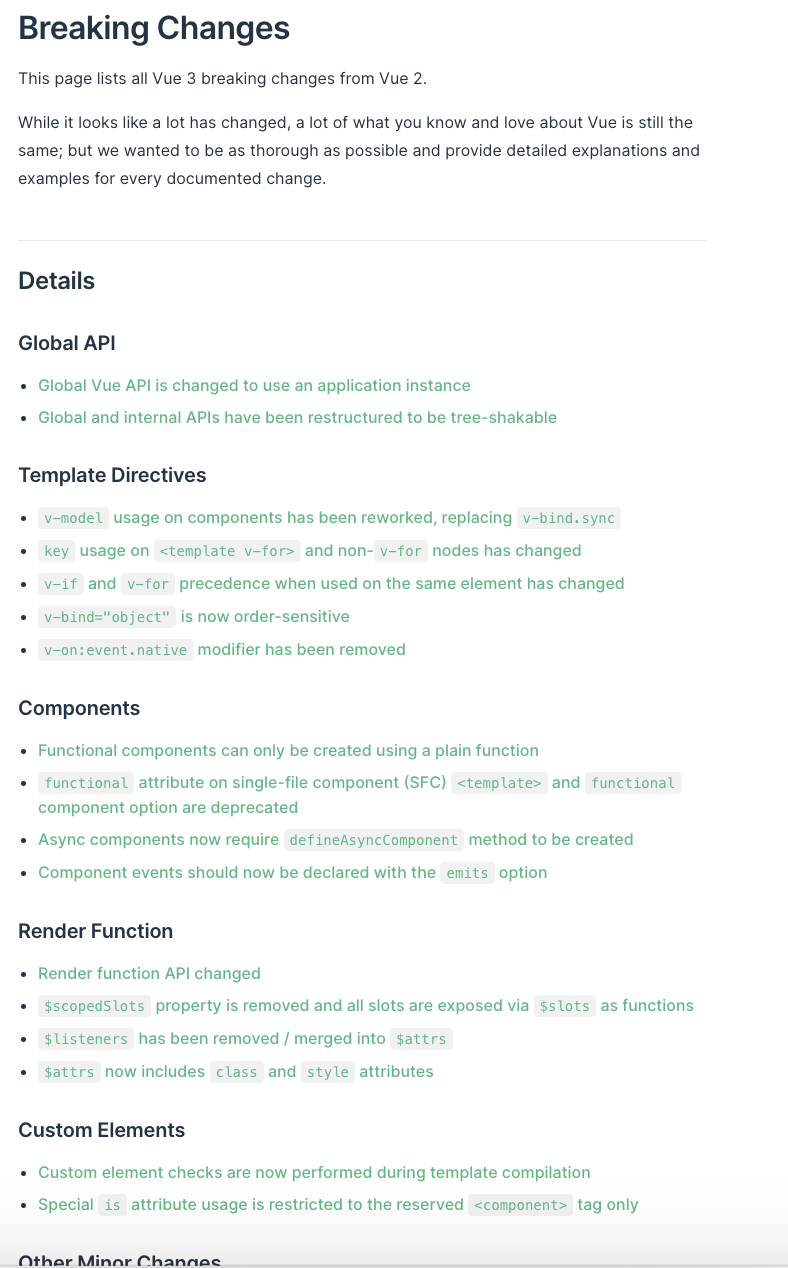 Breaking Changes
This page lists all Vue 3 breaking changes from Vue 2.
While it looks like a lot has changed, a lot of what you know and love about Vue is still the
same; but we wanted to be as thorough as possible and provide detailed explanations and
examples for every documented change.
Details
Global API
• Global Vue API is changed to use an application instance
• Global and internal APIs have been restructured to be tree-shakable
Template Directives
• v-model usage on components has been reworked, replacing v-bind.sync
• key usage on <template v-for> and non-v-for nodes has changed
• v-if and v-for precedence when used on the same element has changed
• v-bind="object" is now order-sensitive
• v-on:event.native modifier has been removed
Components
• Functional components can only be created using a plain function
• functional attribute on single-file component (SFC) <template> and functional
component option are deprecated
• Async components now require defineAsyncComponent method to be created
• Component events should now be declared with the emits option
Render Function
• Render function API changed
• $scopedSlots property is removed and all slots are exposed via $slots as functions
• $listeners has been removed / merged into $attrs
• $attrs now includes class and style attributes
Custom Elements
• Custom element checks are now performed during template compilation
• Special is attribute usage is restricted to the reserved <component> tag only
Other Minor Changes